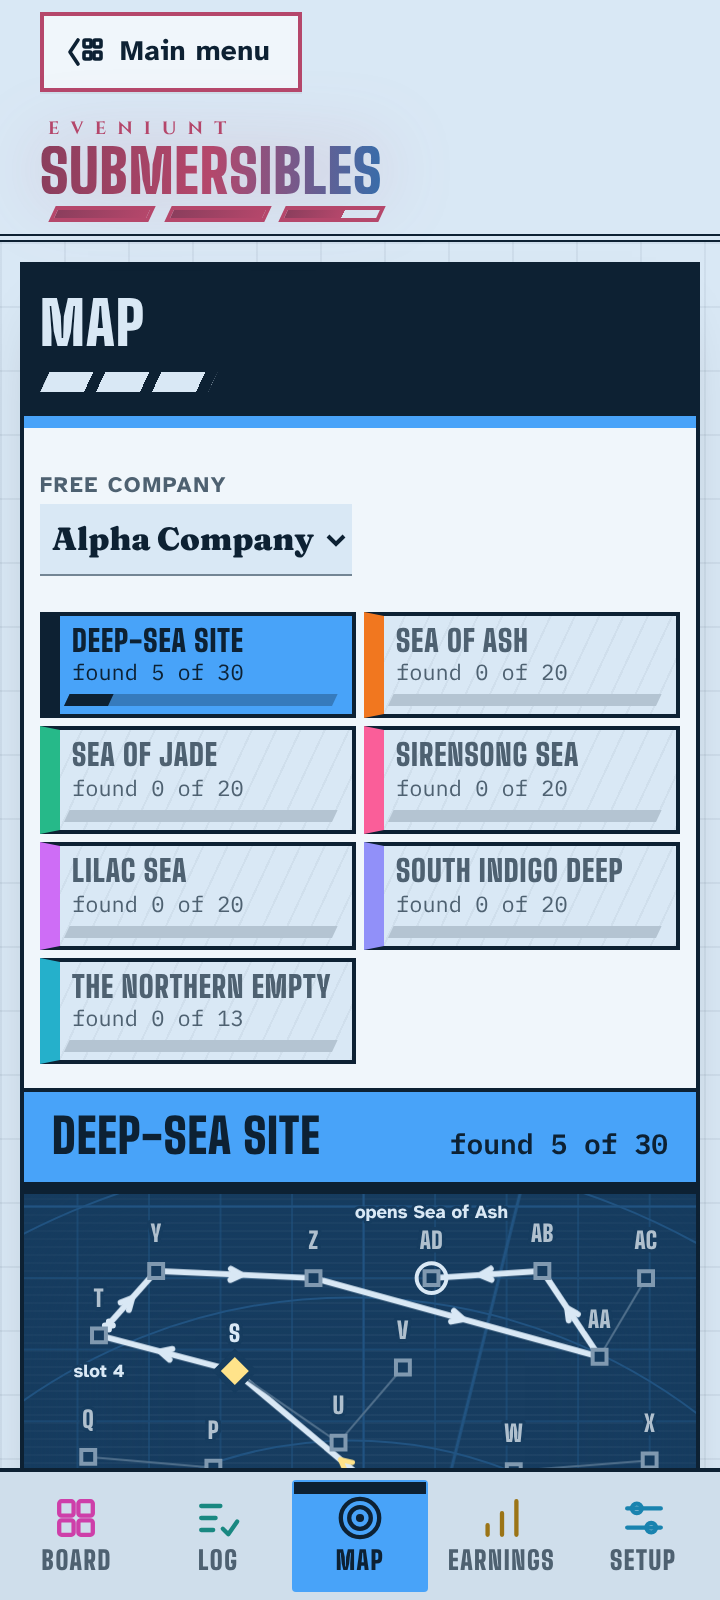 Main menu
EVENIUNT
SUBMERSIBLES
MAP
FREE COMPANY
Alpha Company
DEEP-SEA SITE
found 5 of 30
SEA OF ASH
found 0 of 20
SEA OF JADE
found 0 of 20
SIRENSONG SEA
found 0 of 20
LILAC SEA
found 0 of 20
SOUTH INDIGO DEEP
found 0 of 20
THE NORTHERN EMPTY
found 0 of 13
DEEP-SEA SITE
found 5 of 30
opens Sea of Ash
Y
Z
AD
AB
AC
T
S
V
AA
slot 4
Q
P
U
W
X
BOARD
LOG
MAP
EARNINGS
SETUP